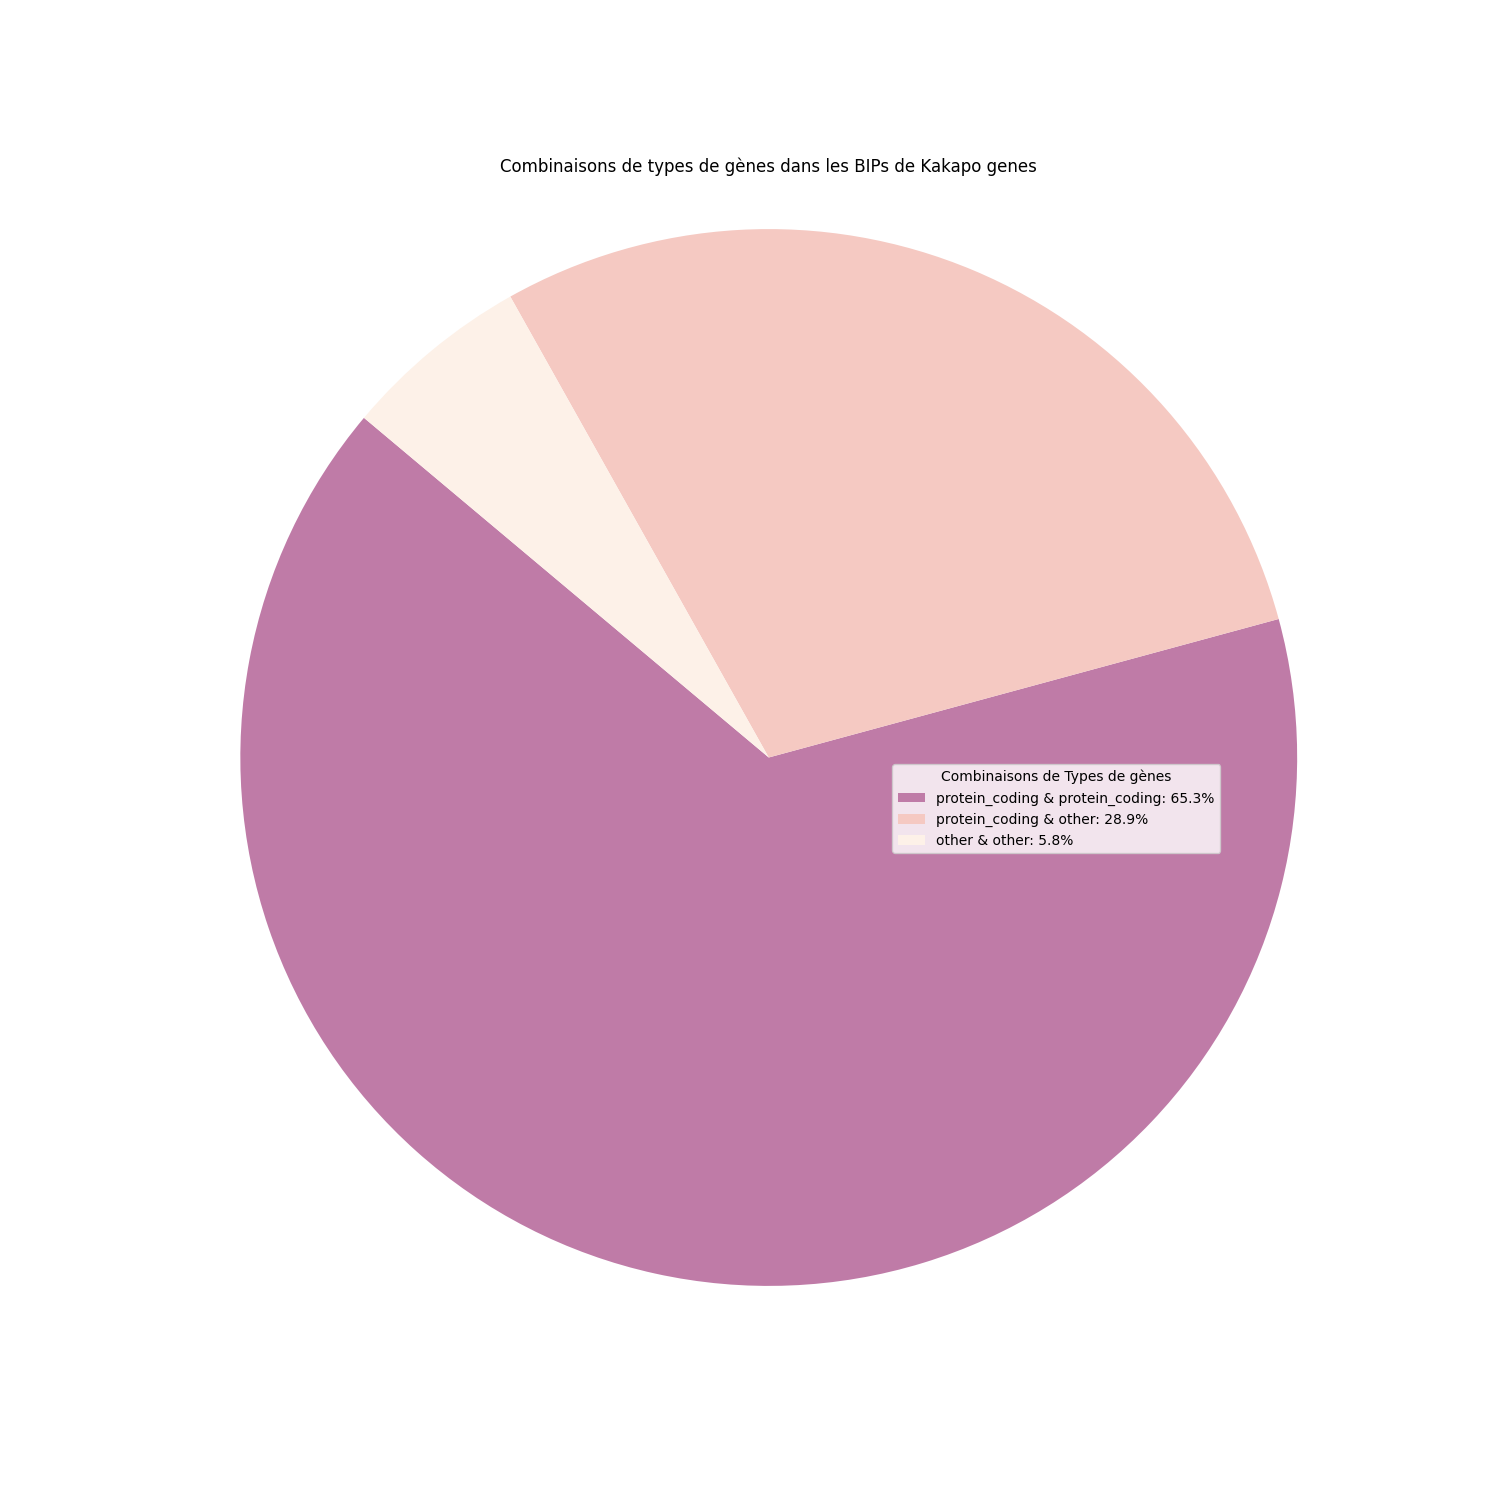 Combinaisons de types de gènes dans les BIPs de Kakapo genes
Combinaisons de Types de gènes
protein_coding & protein_coding: 65.3%
protein_coding & other: 28.9%
other & other: 5.8%